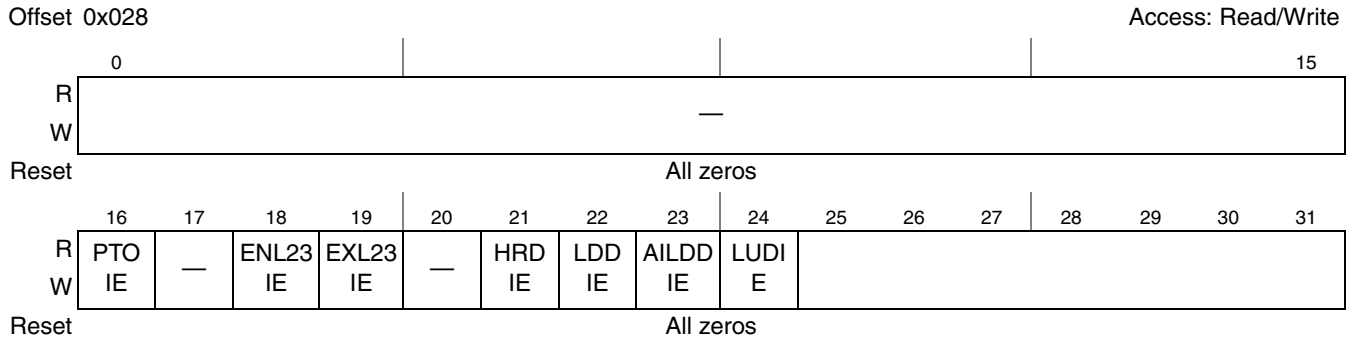 Offset 0x028 Access: Read/Write
0 15
R
—
W
Reset All zeros
16 17 18 19 20 21 22 23 24 25 26 27 28 29 30 31
R PTO — ENL23 EXL23 — HRD LDD AILDD LUDI
W IE IE IE IE IE IE E
Reset All zeros